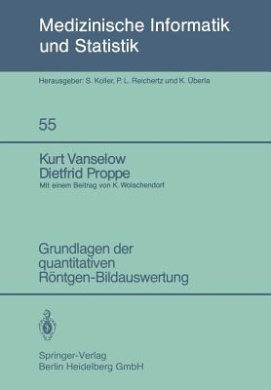 Medizinische Informatik
und Statistik
Herausgeber: S. Koller, P. L. Reichertz und K. Überla
55
Kurt Vanselow
Dietfrid Proppe
Mit einem Beitrag von K. Wolschendorf
Grundlagen der
quantitativen
Röntgen-Bildauswertung
Springer-Verlag
Berlin Heidelberg GmbH